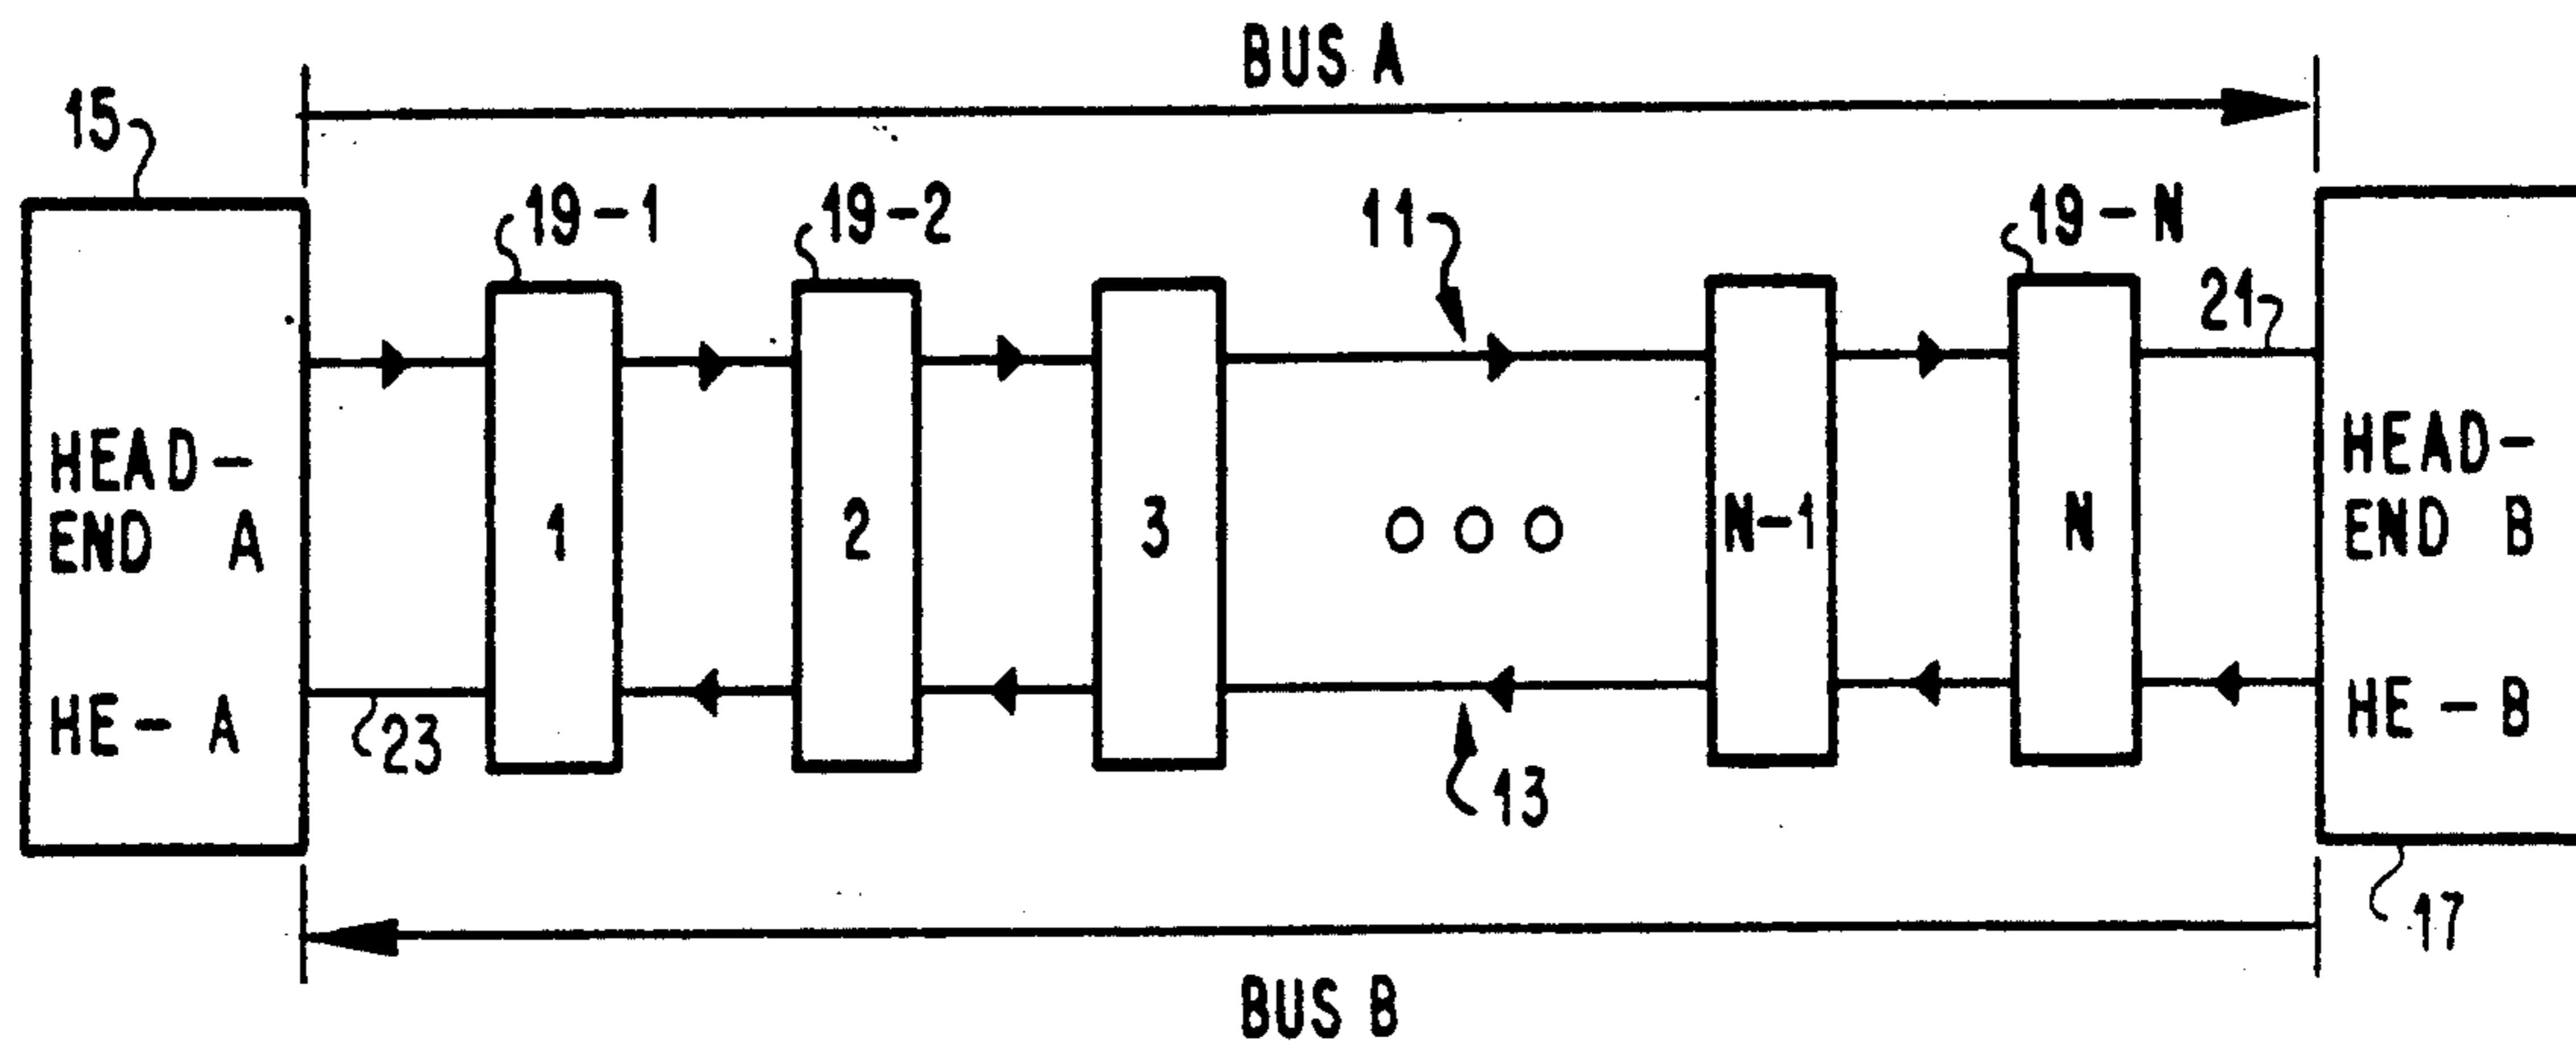 BUS A
15
19-1
19-2
11
19-N
21
HEAD-
END A
HE- A
1
2
3
N-1
N
HEAD-
END B
HE - B
23
13
17
BUS B